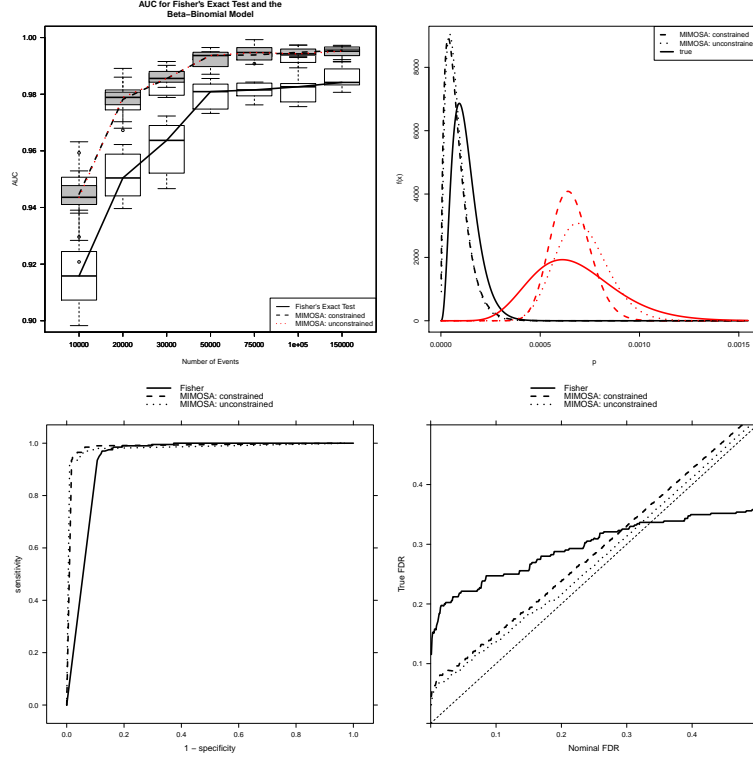 AUC for Fisher's Exact Test and the
Beta−Binomial Model
AUC
1.00
0.98
0.96
0.94
0.92
0.90
10000
20000
30000
50000
75000
1e+05
150000
Number of Events
Fisher's Exact Test
MIMOSA: constrained
MIMOSA: unconstrained
MIMOSA: constrained
MIMOSA: unconstrained
true
f(x)
8000
6000
4000
2000
0
0.0000
0.0005
0.0010
0.0015
p
Fisher
MIMOSA: constrained
MIMOSA: unconstrained
sensitivity
1.0
0.8
0.6
0.4
0.2
0.0
0.0
0.2
0.4
0.6
0.8
1.0
1 − specificity
Fisher
MIMOSA: constrained
MIMOSA: unconstrained
True FDR
0.4
0.3
0.2
0.1
0.0
0.1
0.2
0.3
0.4
Nominal FDR